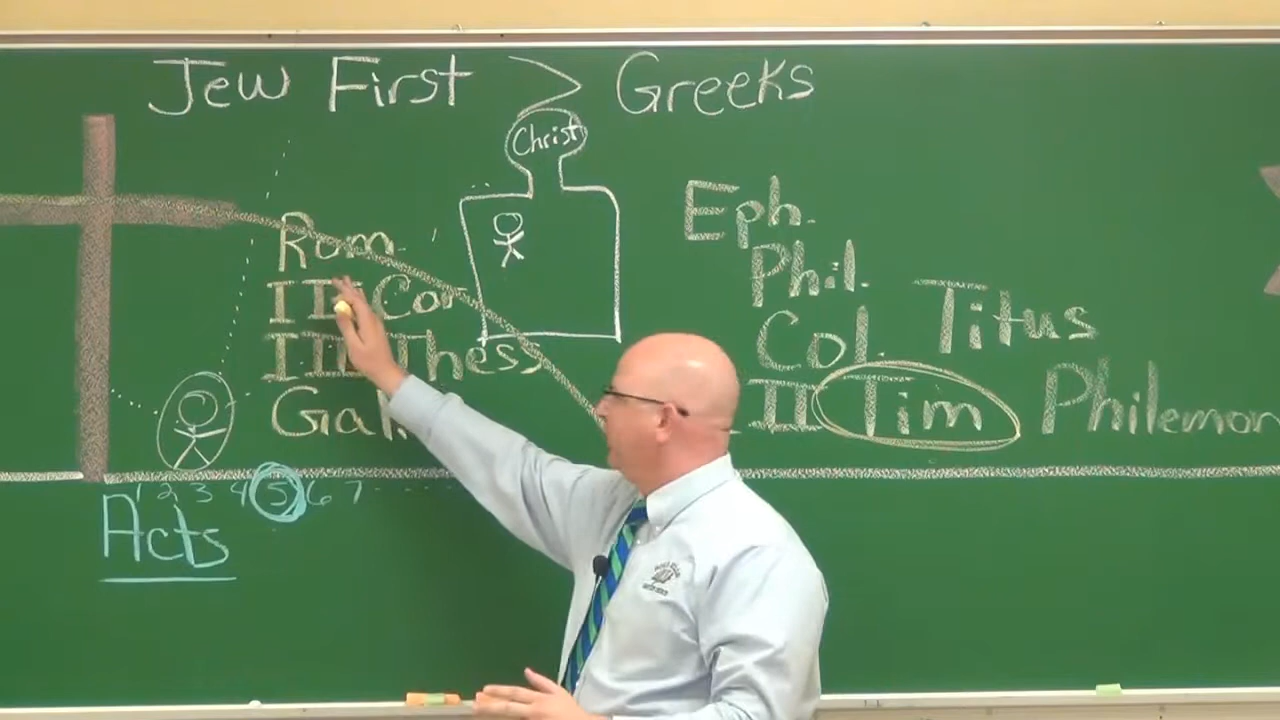 Jew First > Greeks
Christ
Rom.
I II Cor
I II Thess
Gal.
Eph.
Phil.
Col.
II Tim
Titus
Philemon
1 2 3 4 5 6 7
Acts